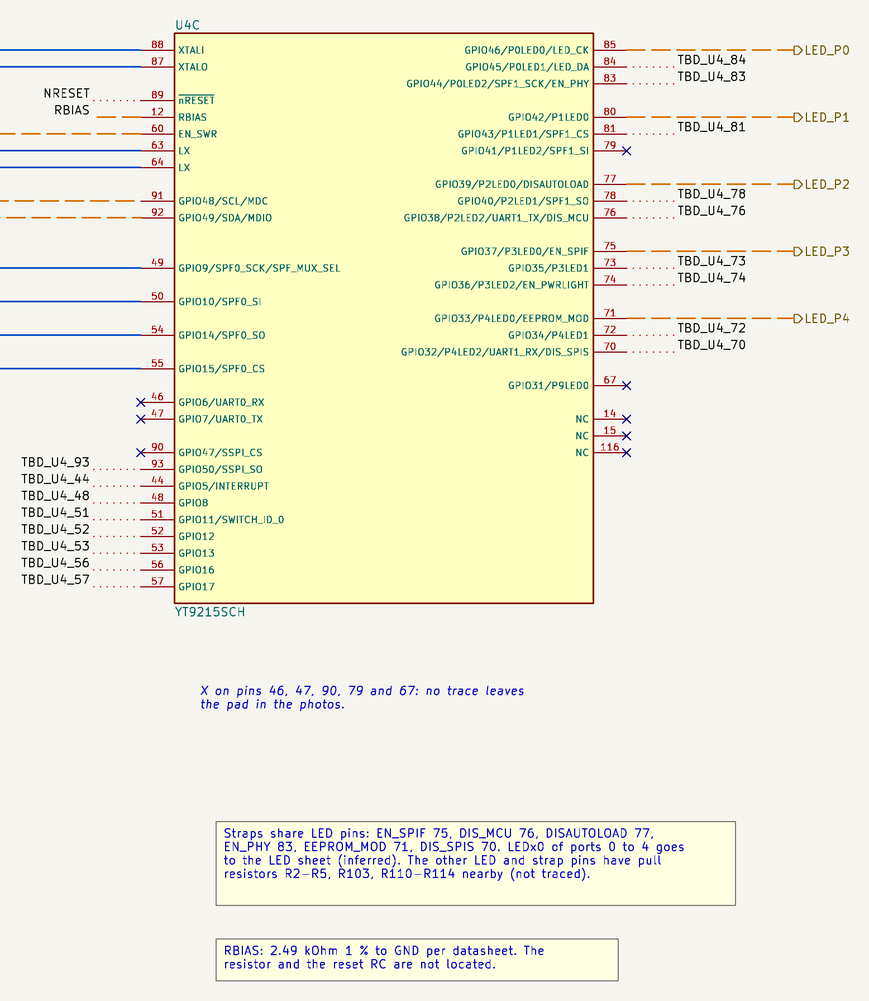 U4C
88 XTALI
87 XTALO
NRESET 89 nRESET
RBIAS 12 RBIAS
60 EN_SWR
63 LX
64 LX
91 GPIO48/SCL/MDC
92 GPIO49/SDA/MDIO
49 GPIO9/SPF0_SCK/SPF_MUX_SEL
50 GPIO10/SPF0_SI
54 GPIO14/SPF0_SO
55 GPIO15/SPF0_CS
46 GPIO6/UART0_RX
47 GPIO7/UART0_TX
90 GPIO47/SSPI_CS
TBD_U4_93 93 GPIO50/SSPI_SO
TBD_U4_44 44 GPIO5/INTERRUPT
TBD_U4_48 48 GPIO8
TBD_U4_51 51 GPIO11/SWITCH_ID_0
TBD_U4_52 52 GPIO12
TBD_U4_53 53 GPIO13
TBD_U4_56 56 GPIO16
TBD_U4_57 57 GPIO17
GPIO46/P0LED0/LED_CK 85 LED_P0
GPIO45/P0LED1/LED_DA 84 TBD_U4_84
GPIO44/P0LED2/SPF1_SCK/EN_PHY 83 TBD_U4_83
GPIO42/P1LED0 80 LED_P1
GPIO43/P1LED1/SPF1_CS 81 TBD_U4_81
GPIO41/P1LED2/SPF1_SI 79
GPIO39/P2LED0/DISAUTOLOAD 77 LED_P2
GPIO40/P2LED1/SPF1_SO 78 TBD_U4_78
GPIO38/P2LED2/UART1_TX/DIS_MCU 76 TBD_U4_76
GPIO37/P3LED0/EN_SPIF 75 LED_P3
GPIO35/P3LED1 73 TBD_U4_73
GPIO36/P3LED2/EN_PWRLIGHT 74 TBD_U4_74
GPIO33/P4LED0/EEPROM_MOD 71 LED_P4
GPIO34/P4LED1 72 TBD_U4_72
GPIO32/P4LED2/UART1_RX/DIS_SPIS 70 TBD_U4_70
GPIO31/P9LED0 67
NC 14
NC 15
NC 116
YT9215SCH
X on pins 46, 47, 90, 79 and 67: no trace leaves
the pad in the photos.
Straps share LED pins: EN_SPIF 75, DIS_MCU 76, DISAUTOLOAD 77,
EN_PHY 83, EEPROM_MOD 71, DIS_SPIS 70. LEDx0 of ports 0 to 4 goes
to the LED sheet (inferred). The other LED and strap pins have pull
resistors R2-R5, R103, R110-R114 nearby (not traced).
RBIAS: 2.49 kOhm 1 % to GND per datasheet. The
resistor and the reset RC are not located.